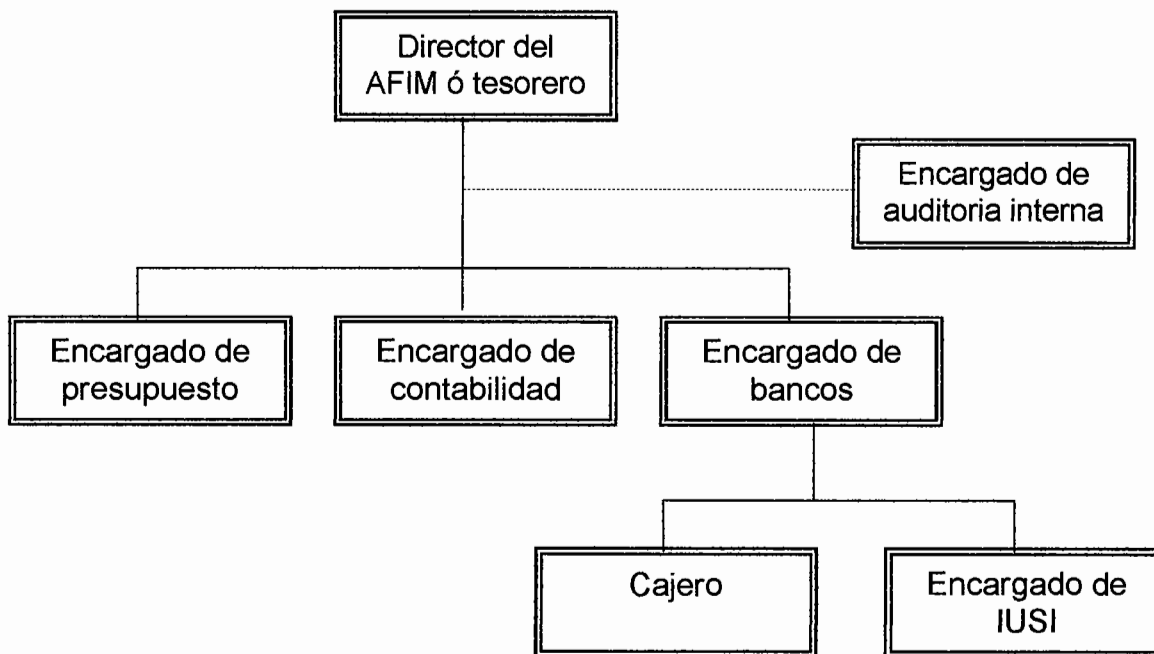 Director del
AFIM ó tesorero
Encargado de
auditoria interna
Encargado de
presupuesto
Encargado de
contabilidad
Encargado de
bancos
Cajero
Encargado de
IUSI